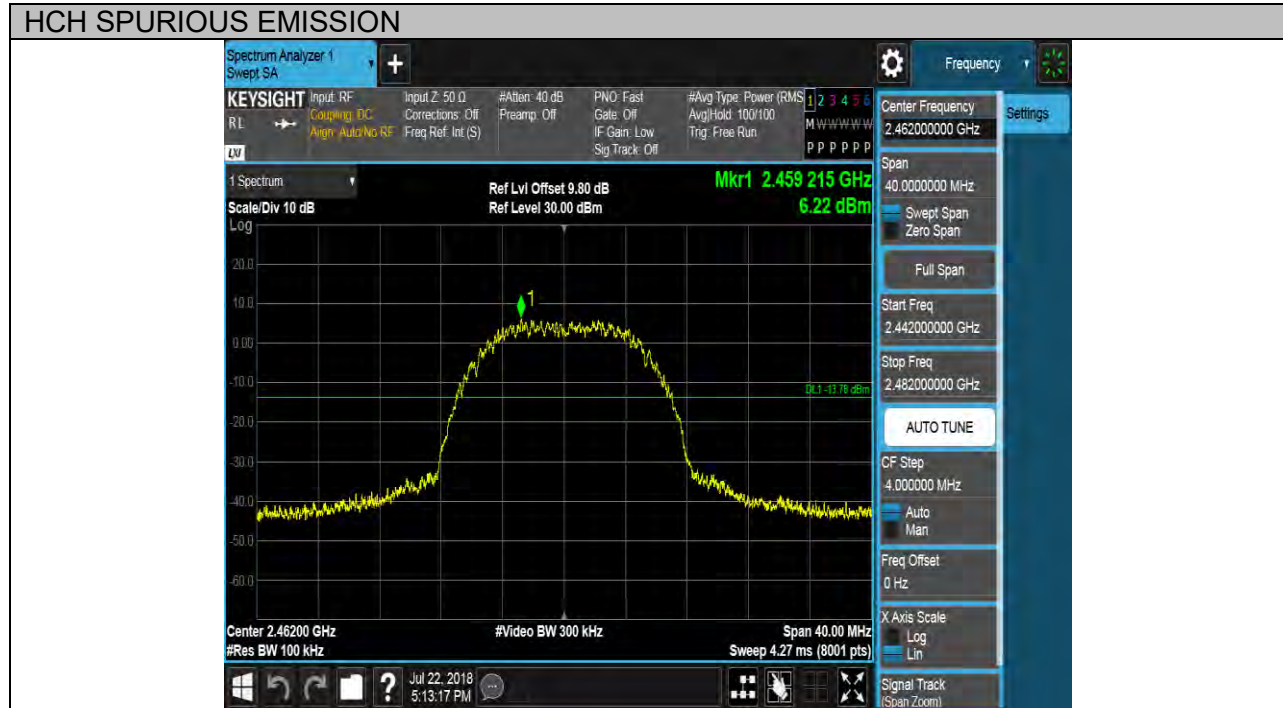 HCH SPURIOUS EMISSION
Spectrum Analyzer 1
Swept SA
+
Frequency
KEYSIGHT
RL
LXI
Input: RF
Coupling: DC
Align: Auto/No RF
Input Z: 50 Ω
Corrections: Off
Freq Ref: Int (S)
#Atten: 40 dB
Preamp: Off
PNO: Fast
Gate: Off
IF Gain: Low
Sig Track: Off
#Avg Type: Power (RMS
Avg|Hold: 100/100
Trig: Free Run
1 2 3 4 5 6
M W W W W W
P P P P P P
1 Spectrum
Scale/Div 10 dB
Ref Lvl Offset 9.80 dB
Ref Level 30.00 dBm
Mkr1 2.459 215 GHz
6.22 dBm
Log
20.0
10.0
0.00
-10.0
-20.0
-30.0
-40.0
-50.0
-60.0
1
DL1 -13.78 dBm
Center 2.46200 GHz
#Res BW 100 kHz
#Video BW 300 kHz
Span 40.00 MHz
Sweep 4.27 ms (8001 pts)
Center Frequency
2.462000000 GHz
Settings
Span
40.0000000 MHz
Swept Span
Zero Span
Full Span
Start Freq
2.442000000 GHz
Stop Freq
2.482000000 GHz
AUTO TUNE
CF Step
4.000000 MHz
Auto
Man
Freq Offset
0 Hz
X Axis Scale
Log
Lin
Signal Track
(Span Zoom)
?
Jul 22, 2018
5:13:17 PM